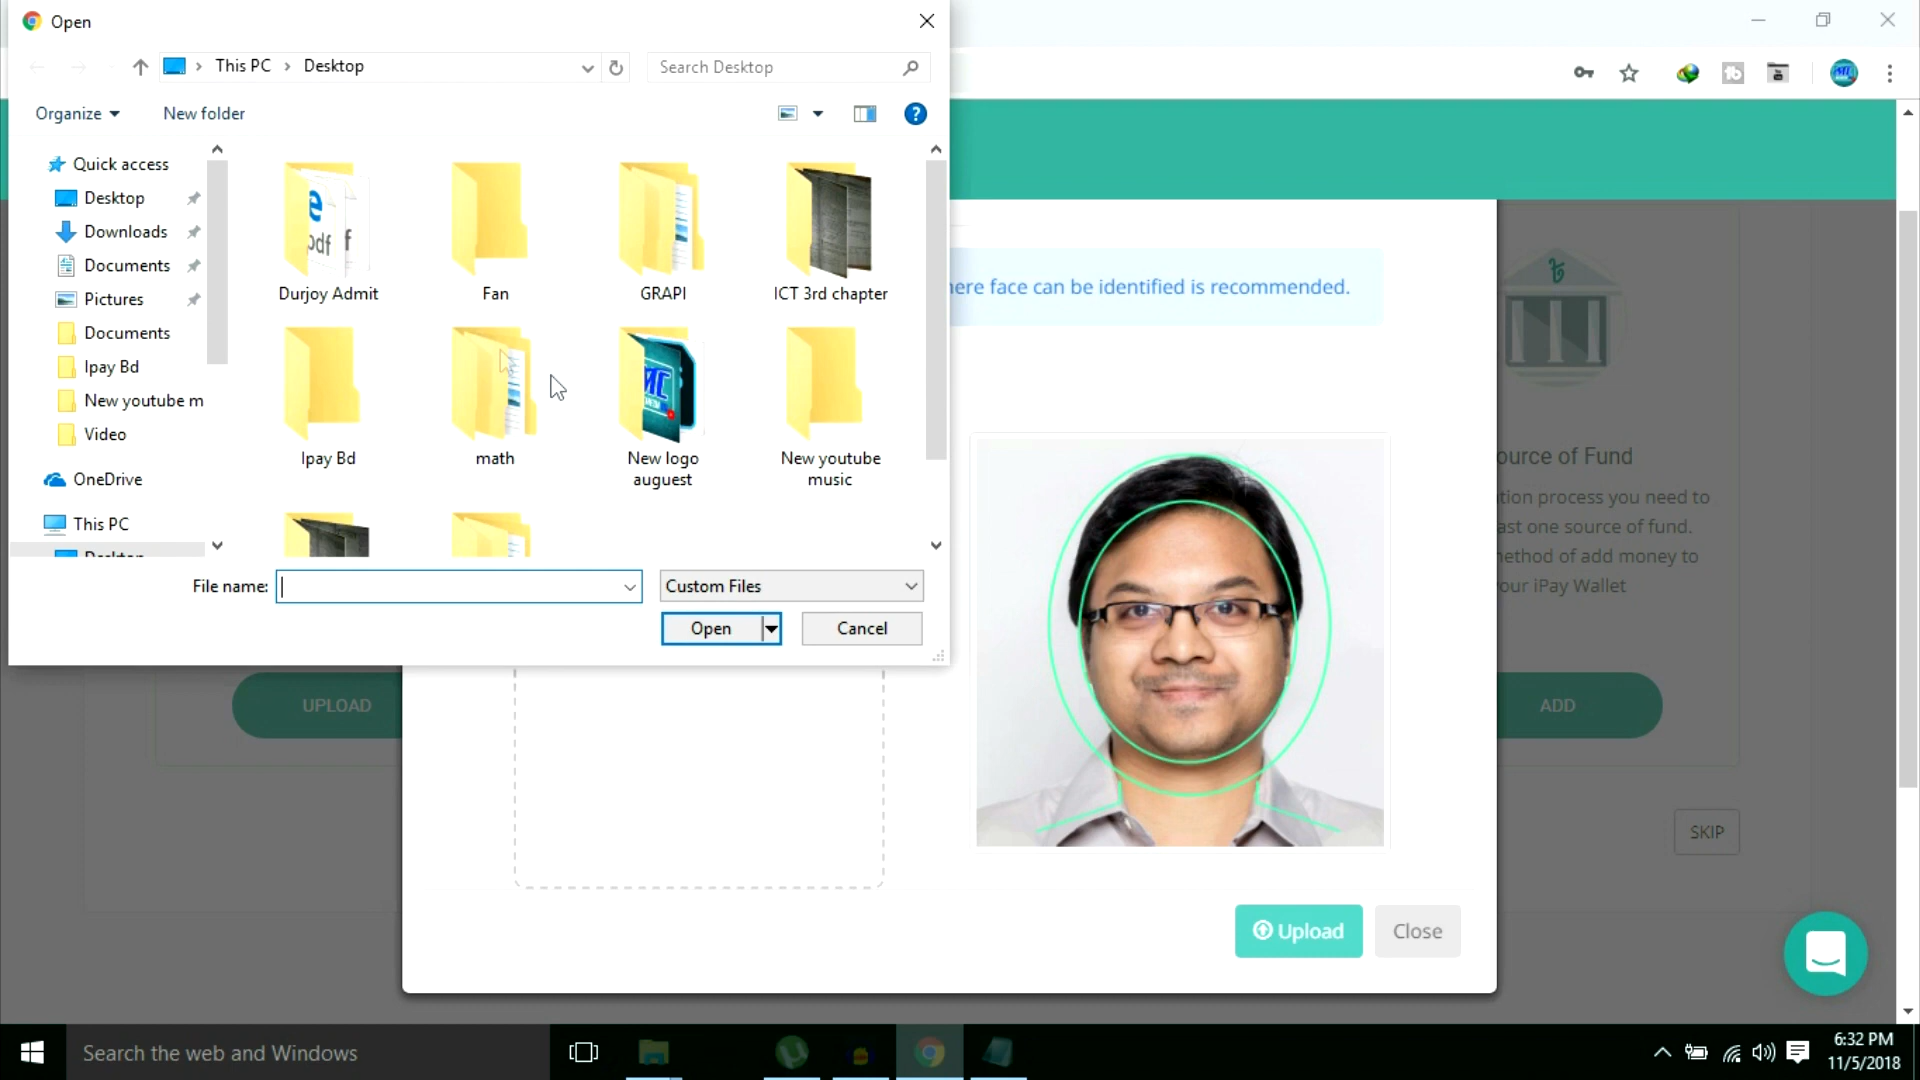 Open
This PC
Desktop
Search Desktop
Organize
New folder
Quick access
Desktop
Downloads
Documents
Pictures
Documents
Ipay Bd
New youtube m
Video
OneDrive
This PC
Desktop
Durjoy Admit
Fan
GRAPI
ICT 3rd chapter
Ipay Bd
math
New logo
auguest
New youtube
music
File name:
Custom Files
Open
Cancel
here face can be identified is recommended.
ource of Fund
tion process you need to
ast one source of fund.
ethod of add money to
our iPay Wallet
UPLOAD
ADD
SKIP
Upload
Close
Search the web and Windows
6:32 PM
11/5/2018